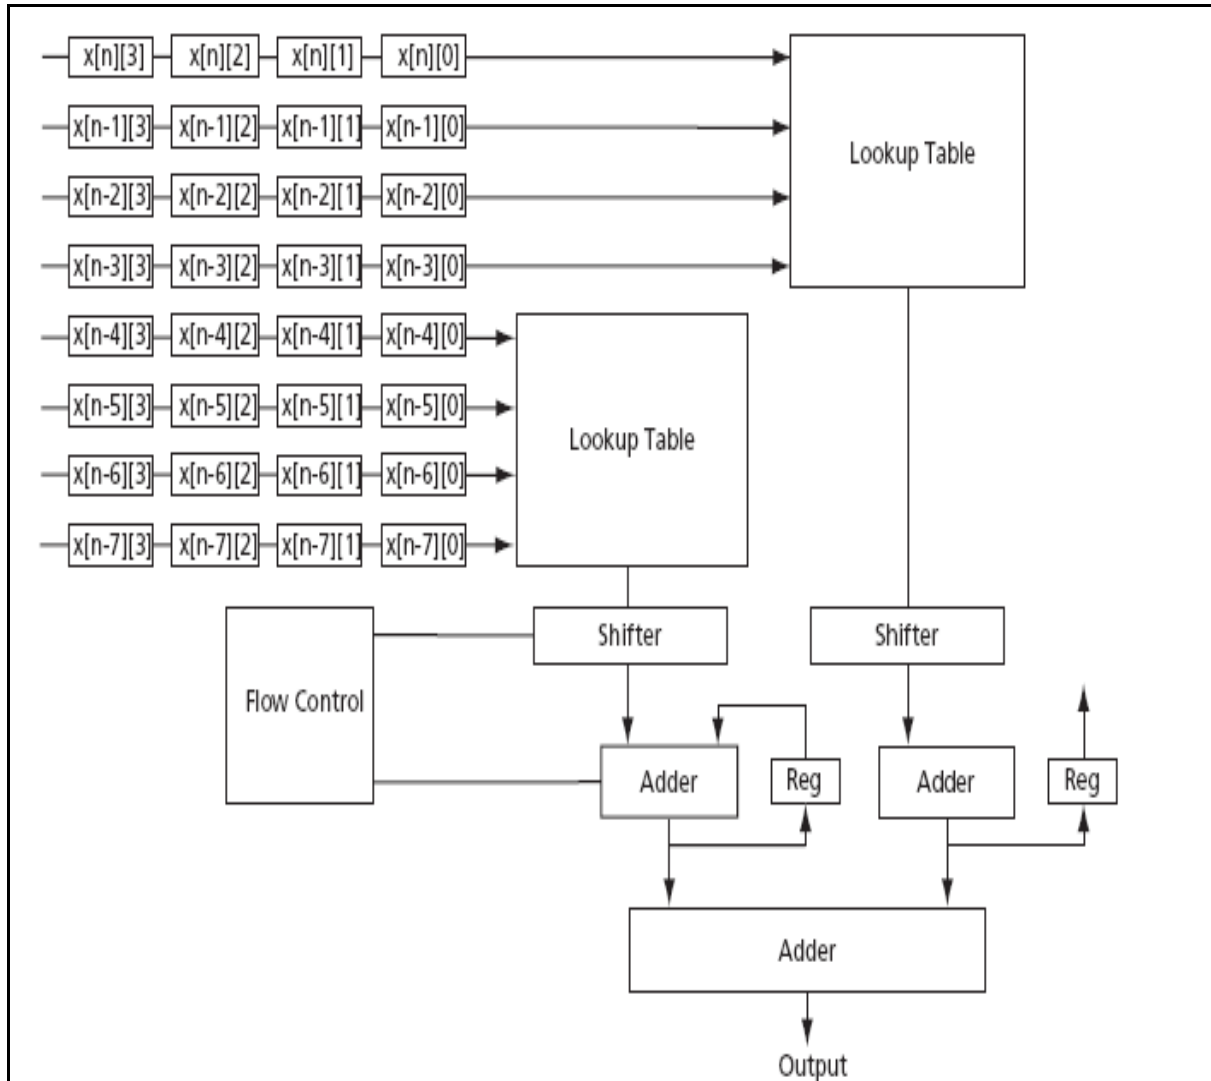 x[n][3] x[n][2] x[n][1] x[n][0]
x[n-1][3] x[n-1][2] x[n-1][1] x[n-1][0]
Lookup Table
x[n-2][3] x[n-2][2] x[n-2][1] x[n-2][0]
x[n-3][3] x[n-3][2] x[n-3][1] x[n-3][0]
x[n-4][3] x[n-4][2] x[n-4][1] x[n-4][0]
x[n-5][3] x[n-5][2] x[n-5][1] x[n-5][0]
Lookup Table
x[n-6][3] x[n-6][2] x[n-6][1] x[n-6][0]
x[n-7][3] x[n-7][2] x[n-7][1] x[n-7][0]
Shifter Shifter
Flow Control
Adder Reg Adder Reg
Adder
Output